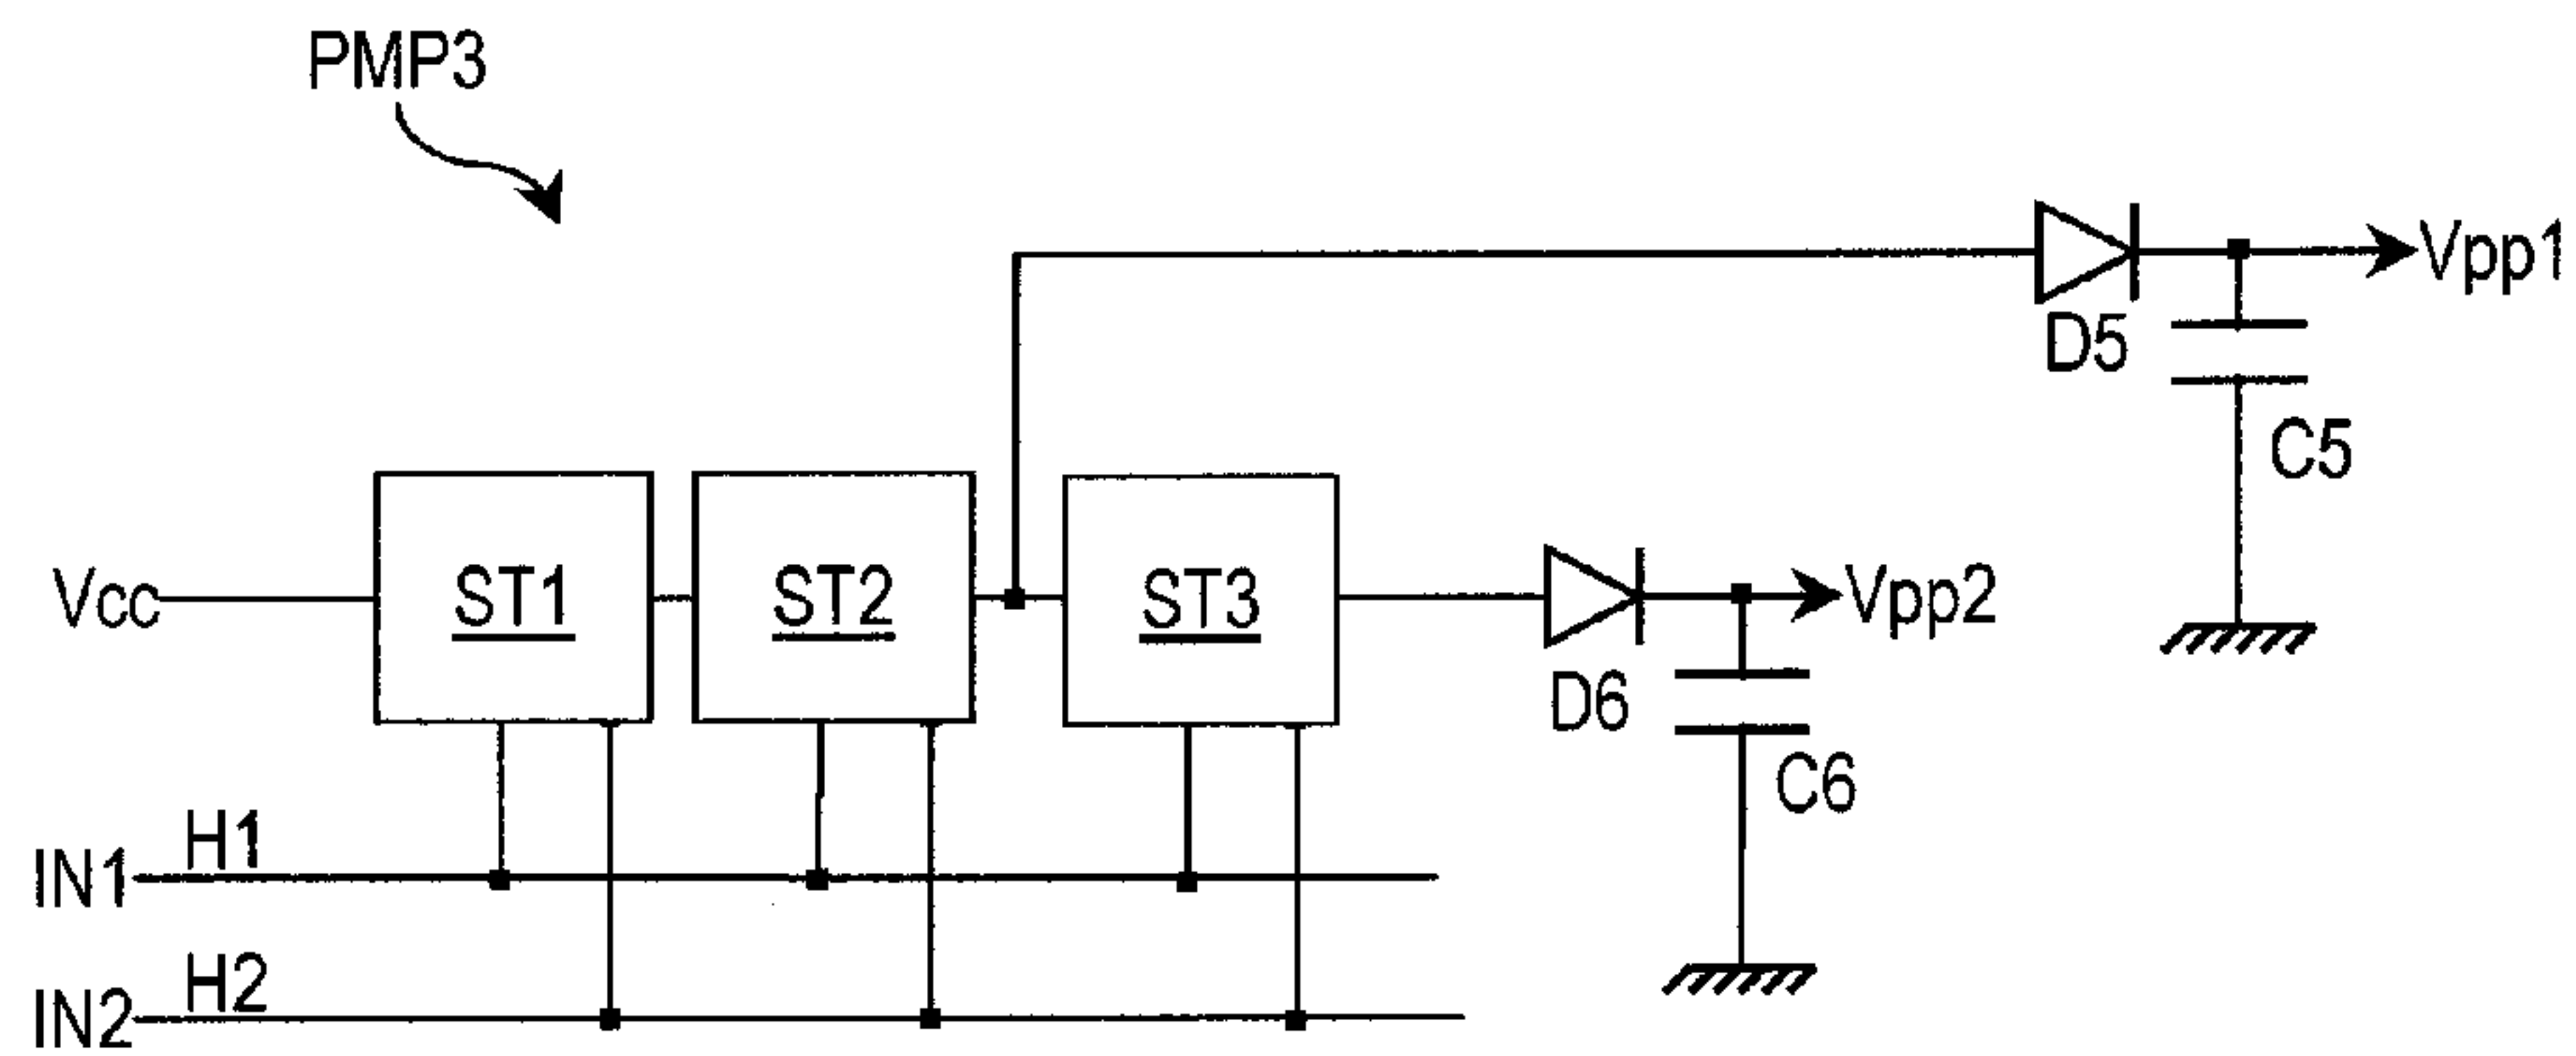 PMP3
Vpp1
D5
C5
Vcc
ST1
ST2
ST3
Vpp2
D6
C6
H1
IN1
H2
IN2